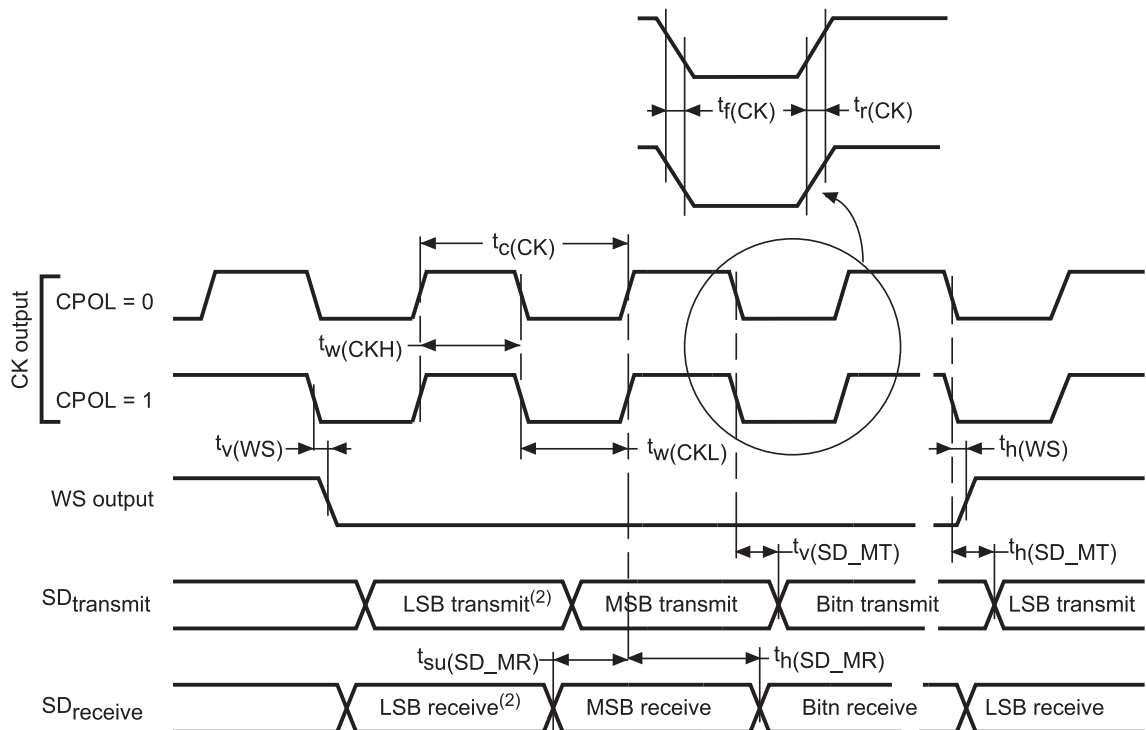 tf(CK)
tr(CK)
tc(CK)
CK output
CPOL = 0
tw(CKH)
CPOL = 1
tv(WS)
tw(CKL)
th(WS)
WS output
tv(SD_MT)
th(SD_MT)
SDtransmit
LSB transmit(2)
MSB transmit
Bitn transmit
LSB transmit
tsu(SD_MR)
th(SD_MR)
SDreceive
LSB receive(2)
MSB receive
Bitn receive
LSB receive